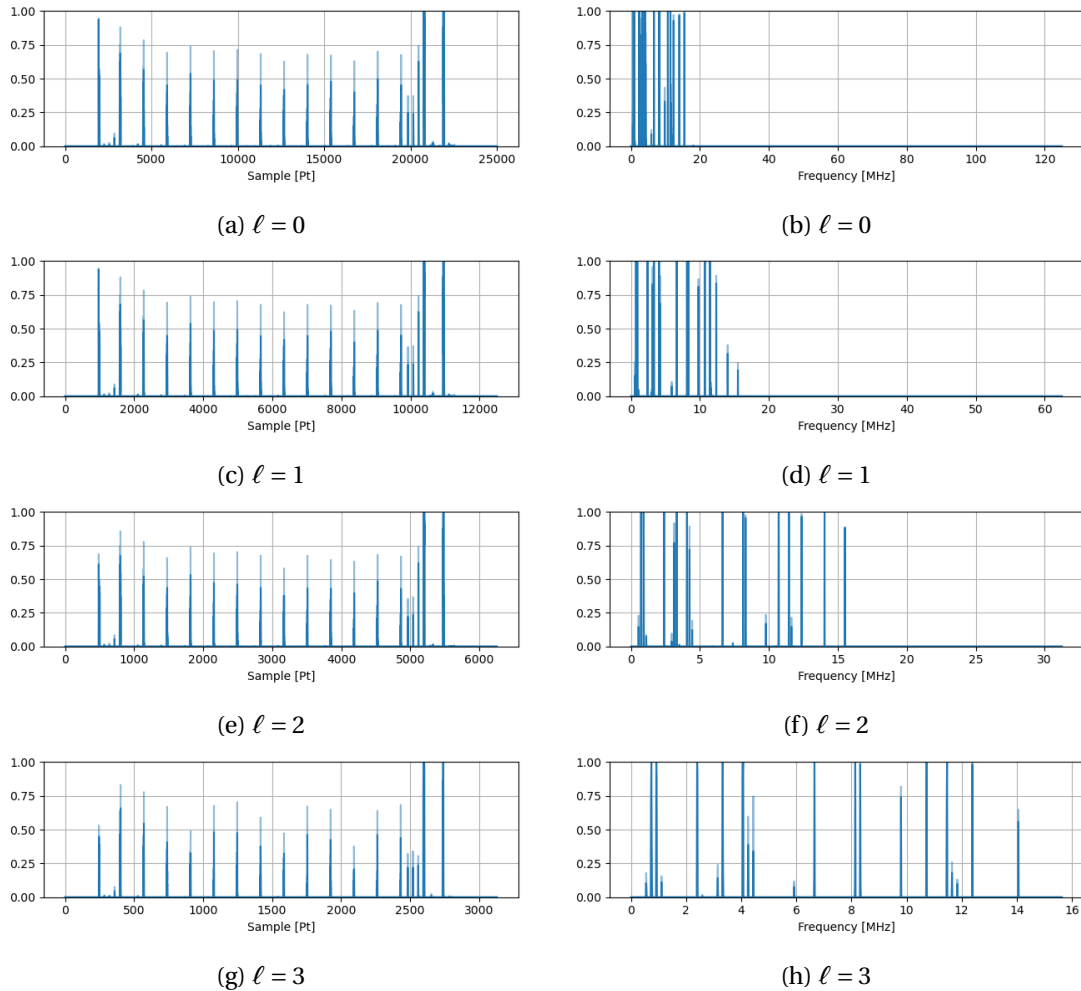 1.00
0.75
0.50
0.25
0.00
0 5000 10000 15000 20000 25000
Sample [Pt]
(a) ℓ = 0
1.00
0.75
0.50
0.25
0.00
0 20 40 60 80 100 120
Frequency [MHz]
(b) ℓ = 0
1.00
0.75
0.50
0.25
0.00
0 2000 4000 6000 8000 10000 12000
Sample [Pt]
(c) ℓ = 1
1.00
0.75
0.50
0.25
0.00
0 10 20 30 40 50 60
Frequency [MHz]
(d) ℓ = 1
1.00
0.75
0.50
0.25
0.00
0 1000 2000 3000 4000 5000 6000
Sample [Pt]
(e) ℓ = 2
1.00
0.75
0.50
0.25
0.00
0 5 10 15 20 25 30
Frequency [MHz]
(f) ℓ = 2
1.00
0.75
0.50
0.25
0.00
0 500 1000 1500 2000 2500 3000
Sample [Pt]
(g) ℓ = 3
1.00
0.75
0.50
0.25
0.00
0 2 4 6 8 10 12 14 16
Frequency [MHz]
(h) ℓ = 3